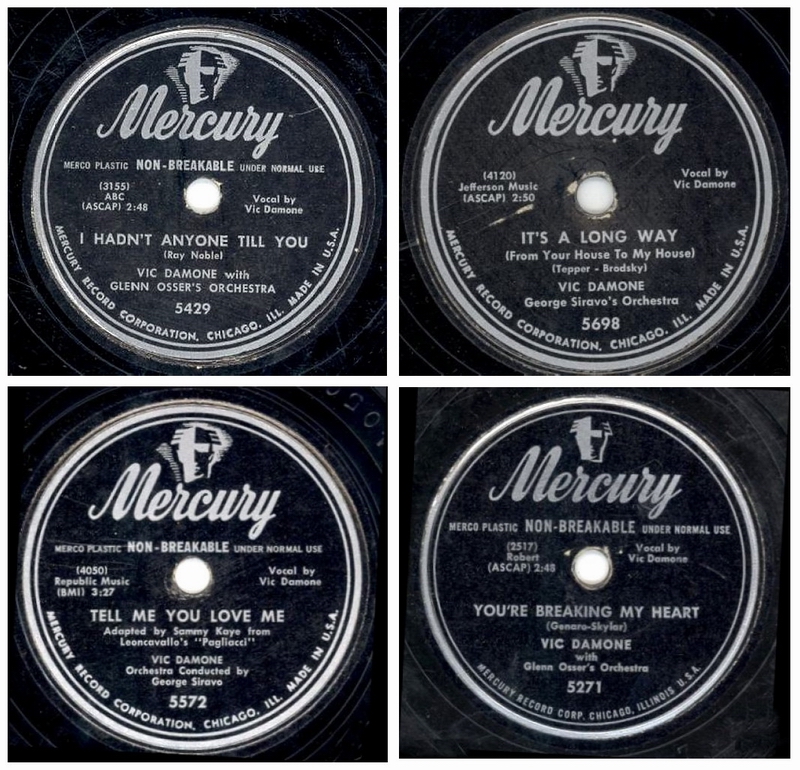 Mercury
MERCO PLASTIC NON-BREAKABLE UNDER NORMAL USE
(3155)
ABC
(ASCAP) 2:48
Vocal by
Vic Damone
I HADN'T ANYONE TILL YOU
(Ray Noble)
VIC DAMONE with
GLENN OSSER'S ORCHESTRA
5429
MERCURY RECORD CORPORATION, CHICAGO, ILL. MADE IN U.S.A.
Mercury
(4120)
Jefferson Music
(ASCAP) 2:50
Vocal by
Vic Damone
IT'S A LONG WAY
(From Your House To My House)
(Tepper - Brodsky)
VIC DAMONE
George Siravo's Orchestra
5698
MERCURY RECORD CORPORATION, CHICAGO, ILL. MADE IN U.S.A.
Mercury
MERCO PLASTIC NON-BREAKABLE UNDER NORMAL USE
(4050)
Republic Music
(BMI) 3:27
Vocal by
Vic Damone
TELL ME YOU LOVE ME
Adapted by Sammy Kaye from
Leoncavallo's "Pagliacci"
VIC DAMONE
Orchestra Conducted by
George Siravo
5572
MERCURY RECORD CORPORATION, CHICAGO, ILL. MADE IN U.S.A.
Mercury
MERCO PLASTIC NON-BREAKABLE UNDER NORMAL USE
(2517)
Robert
(ASCAP) 2:48
Vocal by
Vic Damone
YOU'RE BREAKING MY HEART
(Genaro-Skylar)
VIC DAMONE
with
Glenn Osser's Orchestra
5271
MERCURY RECORD CORP. CHICAGO, ILLINOIS U.S.A.